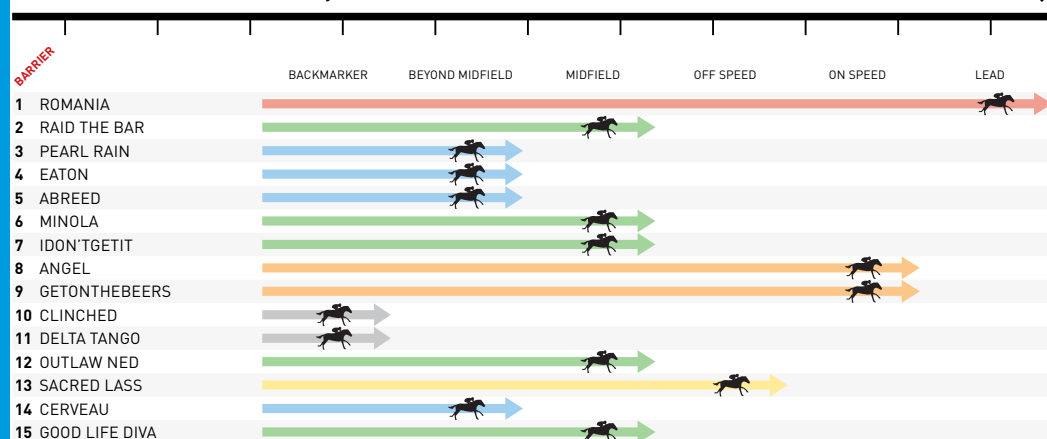 BARRIER
BACKMARKER BEYOND MIDFIELD MIDFIELD OFF SPEED ON SPEED LEAD
1 ROMANIA
2 RAID THE BAR
3 PEARL RAIN
4 EATON
5 ABREED
6 MINOLA
7 IDON'TGETIT
8 ANGEL
9 GETONTHEBEERS
10 CLINCHED
11 DELTA TANGO
12 OUTLAW NED
13 SACRED LASS
14 CERVEAU
15 GOOD LIFE DIVA